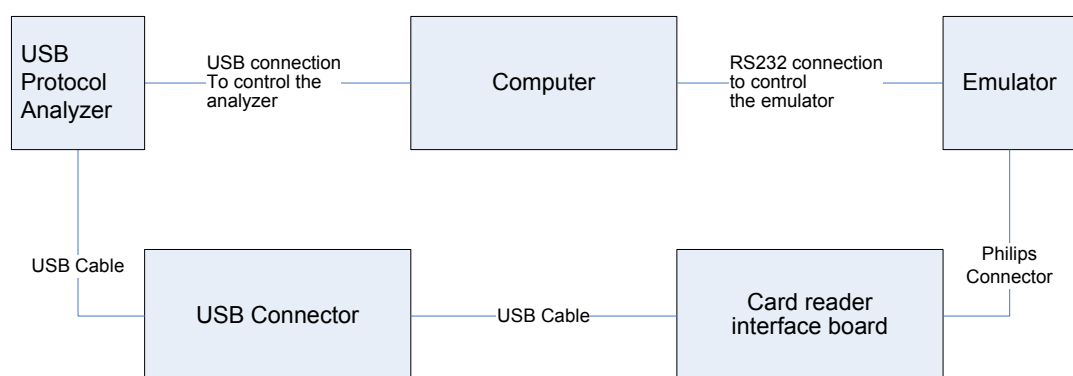 USB
Protocol
Analyzer
USB connection
To control the
analyzer
Computer
RS232 connection
to control
the emulator
Emulator
USB Cable
USB Connector
USB Cable
Card reader
interface board
Philips
Connector